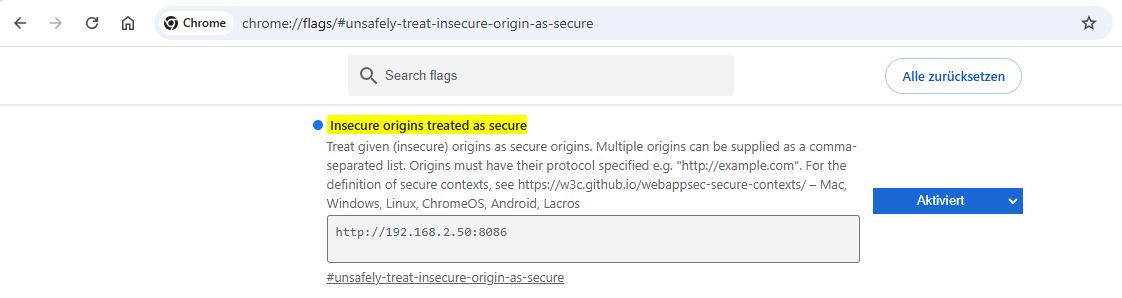 Chrome chrome://flags/#unsafely-treat-insecure-origin-as-secure
Search flags Alle zurücksetzen
Insecure origins treated as secure
Treat given (insecure) origins as secure origins. Multiple origins can be supplied as a comma-
separated list. Origins must have their protocol specified e.g. "http://example.com". For the
definition of secure contexts, see https://w3c.github.io/webappsec-secure-contexts/ – Mac,
Windows, Linux, ChromeOS, Android, Lacros
Aktiviert
http://192.168.2.50:8086
#unsafely-treat-insecure-origin-as-secure